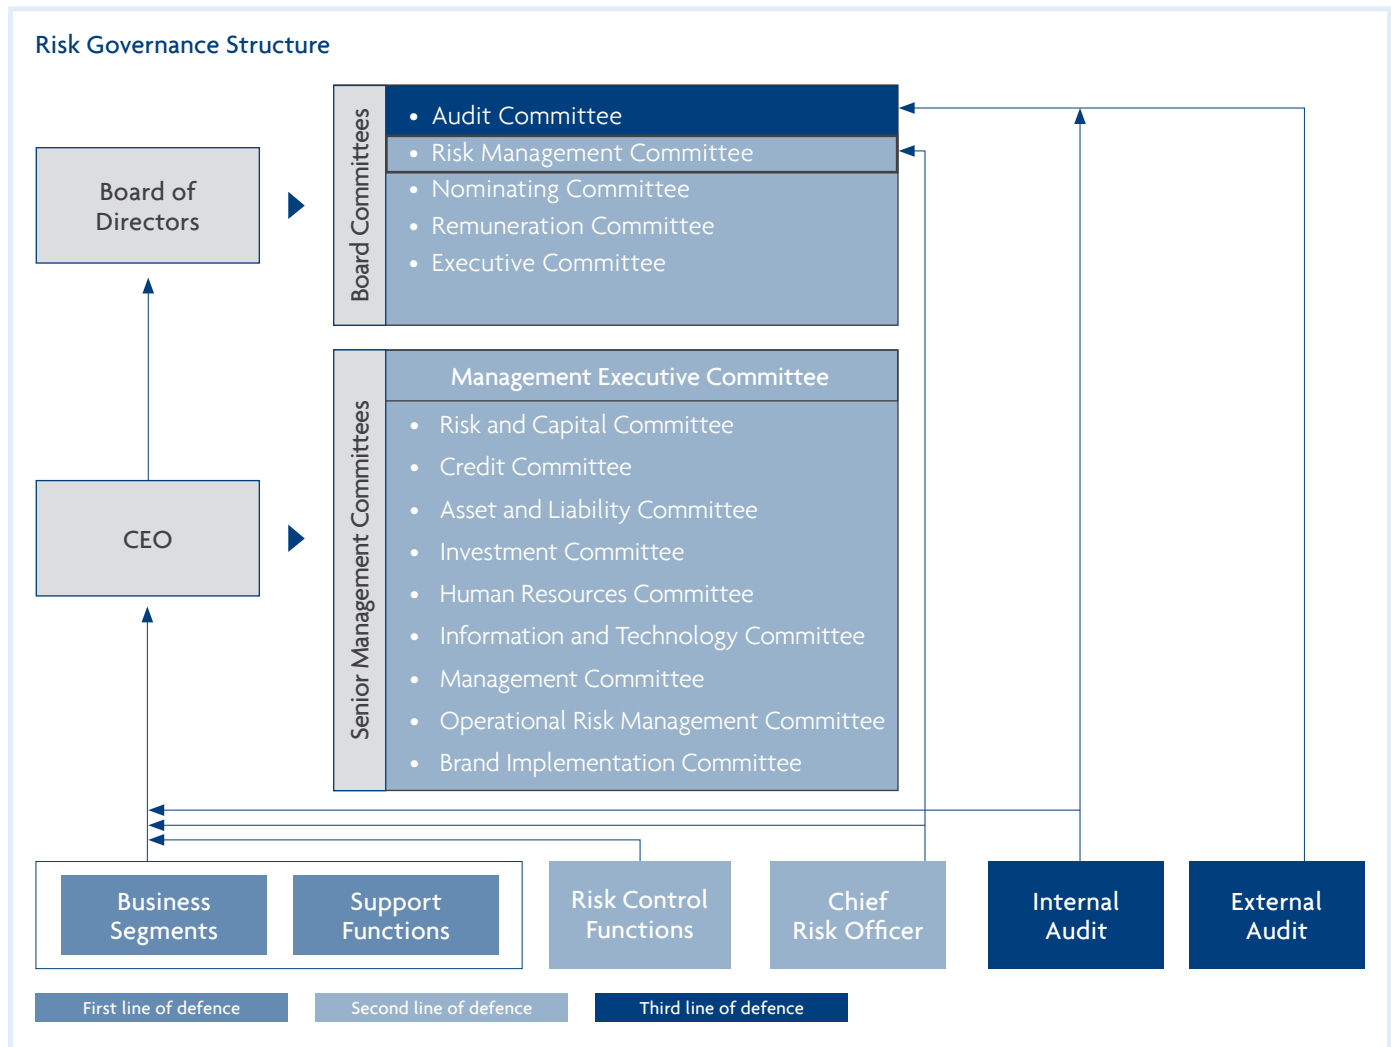 Risk Governance Structure
Board of
Directors
Board Committees
• Audit Committee
• Risk Management Committee
• Nominating Committee
• Remuneration Committee
• Executive Committee
CEO
Senior Management Committees
Management Executive Committee
• Risk and Capital Committee
• Credit Committee
• Asset and Liability Committee
• Investment Committee
• Human Resources Committee
• Information and Technology Committee
• Management Committee
• Operational Risk Management Committee
• Brand Implementation Committee
Business
Segments
Support
Functions
Risk Control
Functions
Chief
Risk Officer
Internal
Audit
External
Audit
First line of defence
Second line of defence
Third line of defence